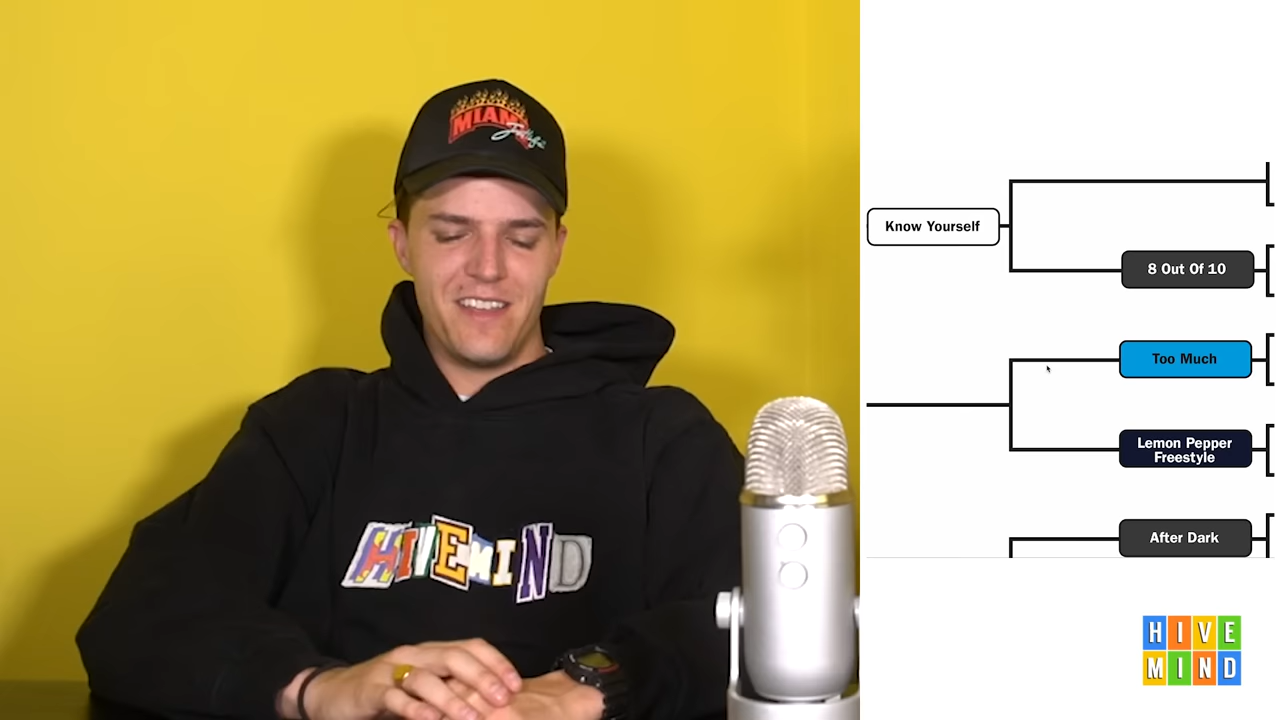 MIAMI
HIVEMIND
Know Yourself
8 Out Of 10
Too Much
Lemon Pepper
Freestyle
After Dark
HIVE
MIND